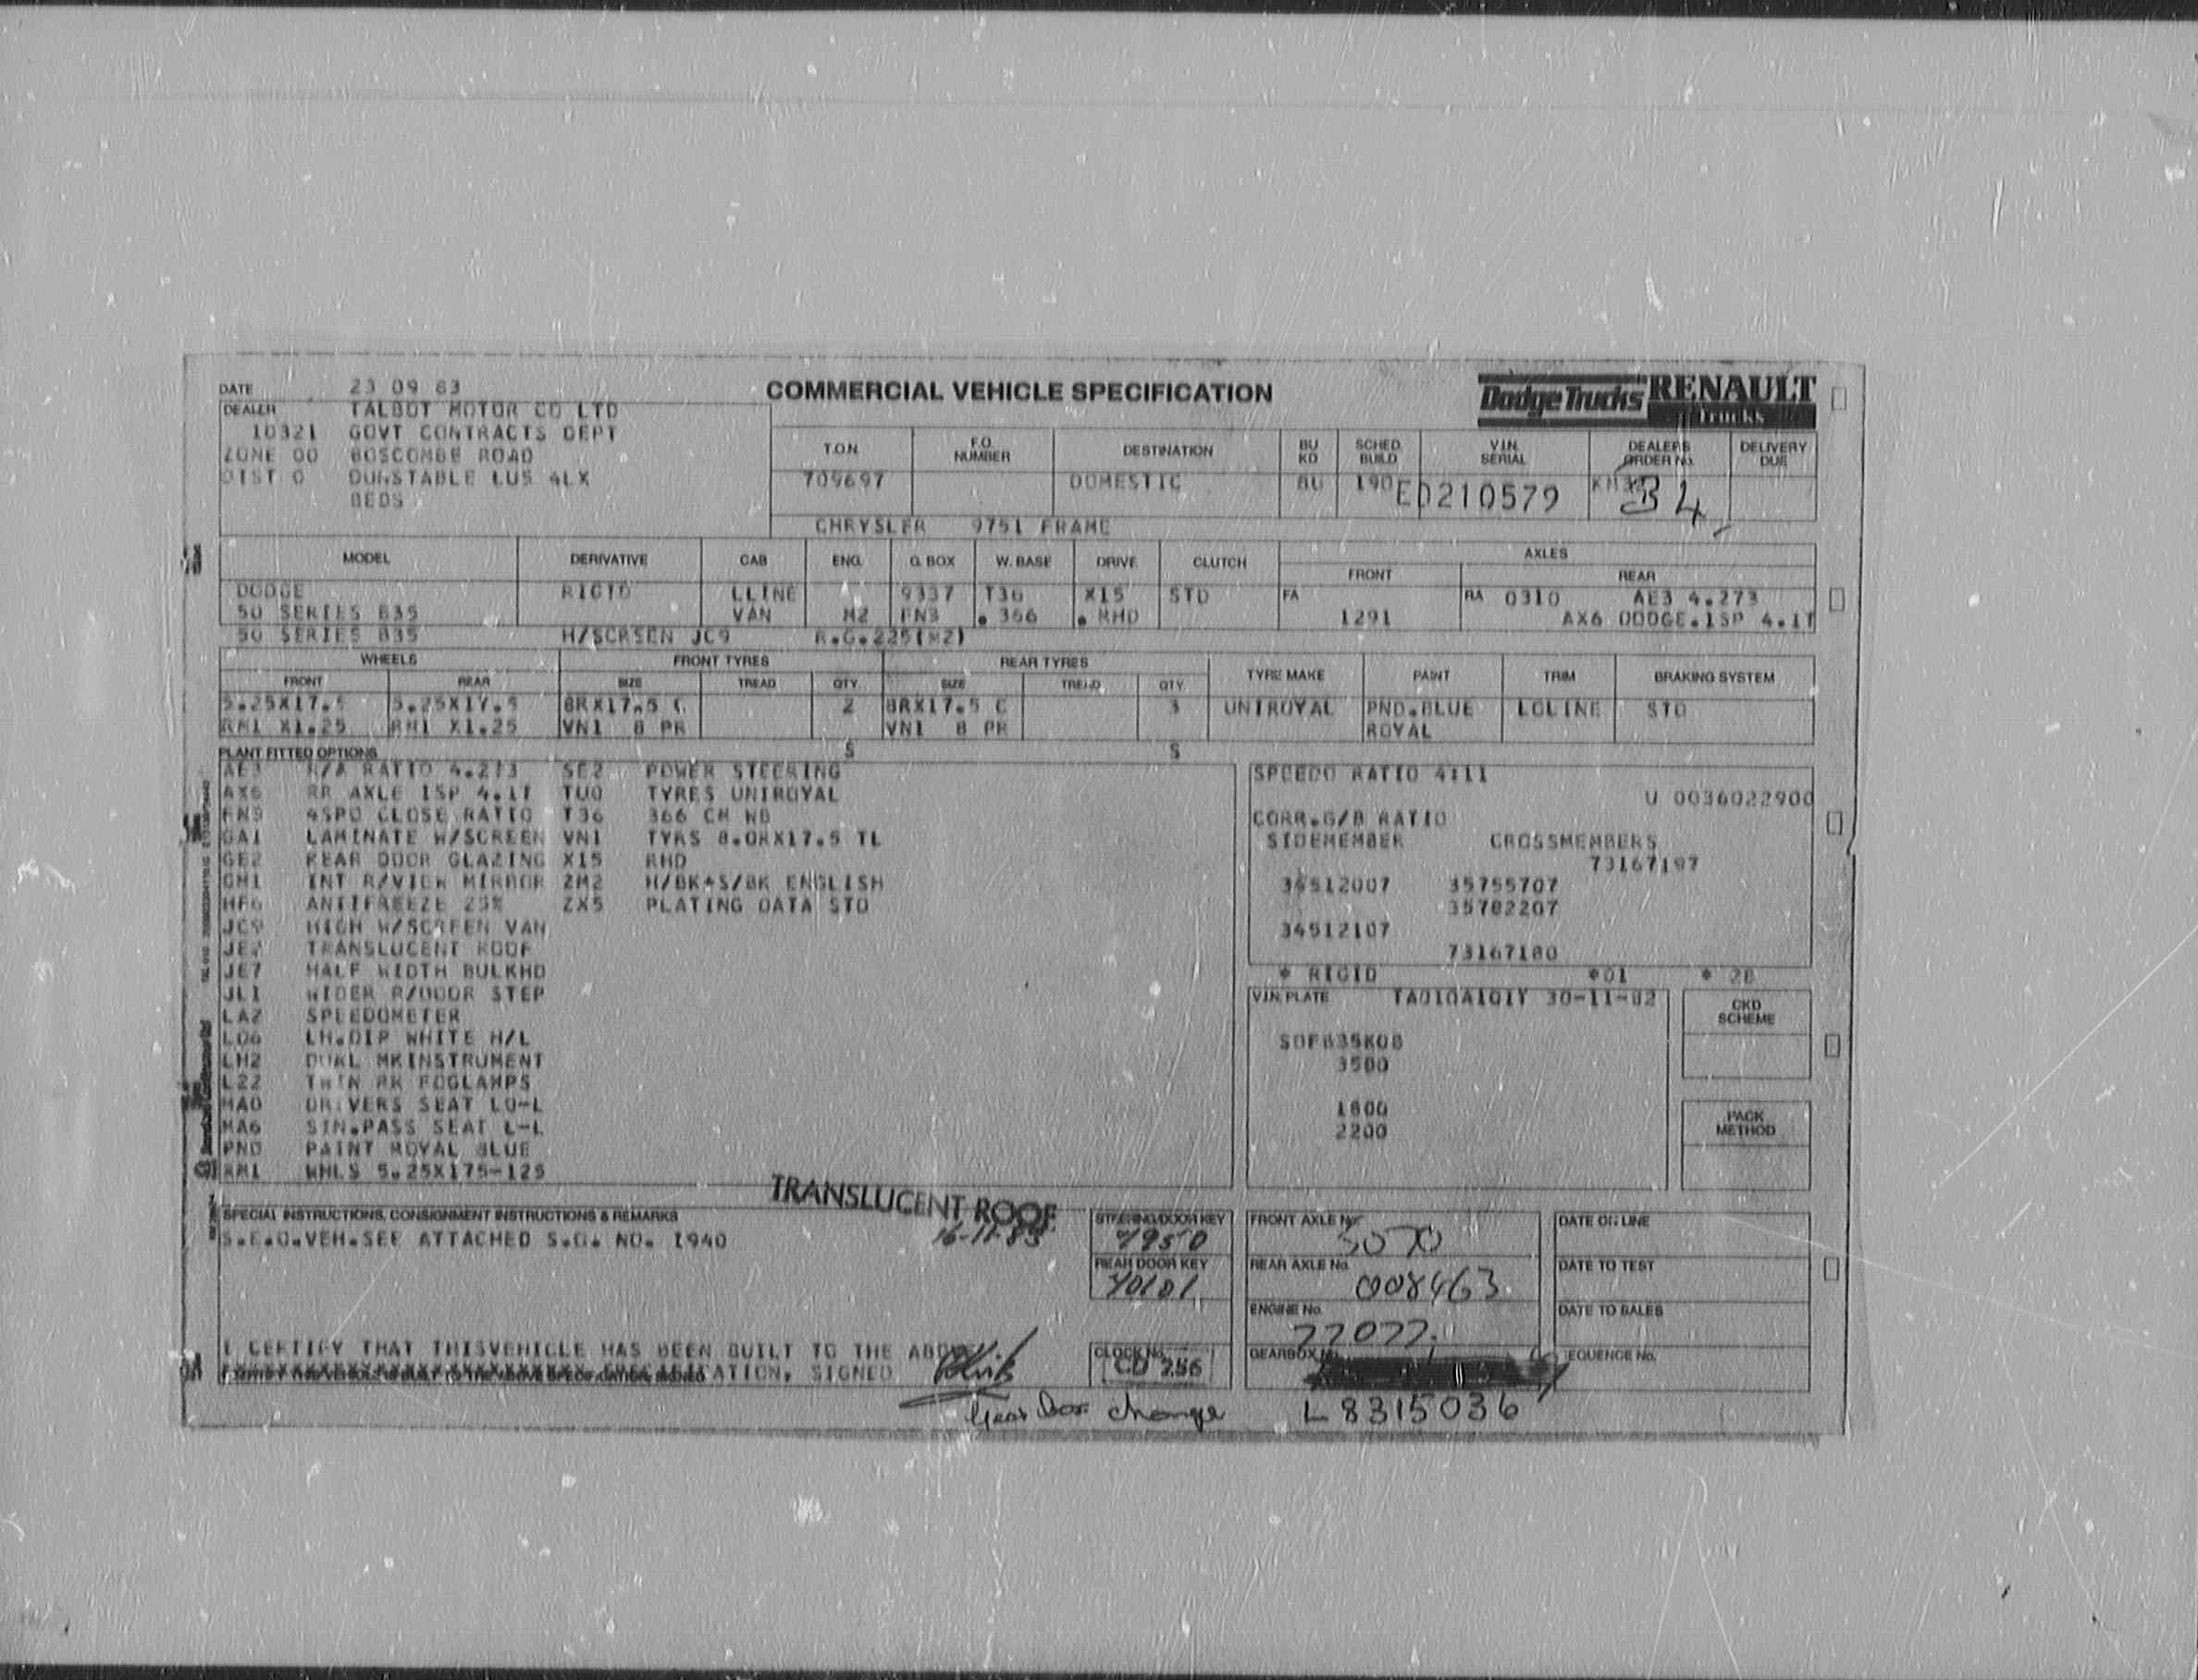 DATE 23 09 83
COMMERCIAL VEHICLE SPECIFICATION
Dodge Trucks RENAULT
Trucks
DEALER TALBOT MOTOR CO LTD
10321 GOVT CONTRACTS DEPT
ZONE 00 BOSCOMBE ROAD
DIST 0 DUNSTABLE LU5 4LX
BEDS
T.O.N. F.O. NUMBER DESTINATION BU KD SCHED. BUILD V.I.N. SERIAL DEALERS ORDER No. DELIVERY DUE
709697 DOMESTIC BU 190 ED210579 B4
CHRYSLER 9751 FRAME
MODEL DERIVATIVE CAB ENG. G. BOX W. BASE DRIVE CLUTCH AXLES
FRONT REAR
DODGE RIGID LLINE 9337 T36 X15 STD FA RA 0310 AE3 4.273
50 SERIES B35 VAN M2 FN3 . 366 . RHD 1291 AX6 DODGE.1SP 4.1T
50 SERIES B35 H/SCREEN JC9 R.G.225(M2)
WHEELS FRONT TYRES REAR TYRES TYRE MAKE PAINT TRIM BRAKING SYSTEM
FRONT REAR SIZE TREAD QTY. SIZE TREAD QTY.
5.25X17.5 5.25X17.5 8RX17.5 C 2 8RX17.5 C 3 UNIROYAL PND.BLUE LOLINE STD
RM1 X1.25 RM1 X1.25 VN1 8 PR VN1 8 PR ROYAL
PLANT FITTED OPTIONS S S
AE3 R/A RATIO 4.273 SE2 POWER STEERING
AX6 RR AXLE 1SP 4.1T TU0 TYRES UNIROYAL
FN3 4SPD CLOSE RATIO T36 366 CM WB
GA1 LAMINATE W/SCREEN VN1 TYRS 8.0RX17.5 TL
GE2 REAR DOOR GLAZING X15 RHD
GM1 INT R/VIEW MIRROR ZM2 H/BK+S/BK ENGLISH
HF6 ANTIFREEZE 25% ZX5 PLATING DATA STD
JC9 HIGH W/SCREEN VAN
JE2 TRANSLUCENT ROOF
JE7 HALF WIDTH BULKHD
JL1 WIDER R/DOOR STEP
LA2 SPEEDOMETER
LD6 LH.DIP WHITE H/L
LH2 DUAL MKINSTRUMENT
L22 TWIN RR FOGLAMPS
MA0 DRIVERS SEAT LO-L
MA6 SIN.PASS SEAT L-L
PND PAINT ROYAL BLUE
RM1 WHLS 5.25X175-125
SPEEDO RATIO 4:11
U 0036022900
CORR.G/B RATIO
SIDEMEMBER CROSSMEMBERS
73167197
34512007 35755707
35782207
34512107
73167180
* RIGID *01 * 28
V.I.N. PLATE TA010A101Y 30-11-82
SDFB35K08
3500
1800
2200
CKD SCHEME
PACK METHOD
TRANSLUCENT ROOF
16-11-83
SPECIAL INSTRUCTIONS, CONSIGNMENT INSTRUCTIONS & REMARKS
S.E.O.VEH.SEE ATTACHED S.O. NO. 1940
STEERING/DOOR KEY
7950
REAR DOOR KEY
70101
FRONT AXLE No.
REAR AXLE No. 008463
ENGINE No. 77077
GEARBOX No.
DATE ON LINE
DATE TO TEST
DATE TO SALES
SEQUENCE No.
I CERTIFY THAT THISVEHICLE HAS BEEN BUILT TO THE ABOVE
SPECIFICATION, SIGNED
CLOCK No.
CD 256
Gear box change L8315036